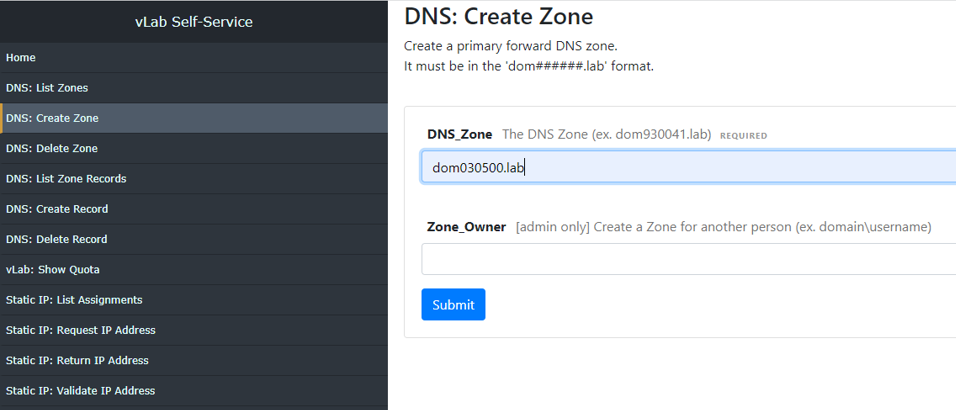 vLab Self-Service
Home
DNS: List Zones
DNS: Create Zone
DNS: Delete Zone
DNS: List Zone Records
DNS: Create Record
DNS: Delete Record
vLab: Show Quota
Static IP: List Assignments
Static IP: Request IP Address
Static IP: Return IP Address
Static IP: Validate IP Address
DNS: Create Zone
Create a primary forward DNS zone.
It must be in the 'dom######.lab' format.
DNS_Zone The DNS Zone (ex. dom930041.lab) REQUIRED
dom030500.lab
Zone_Owner [admin only] Create a Zone for another person (ex. domain\username)
Submit